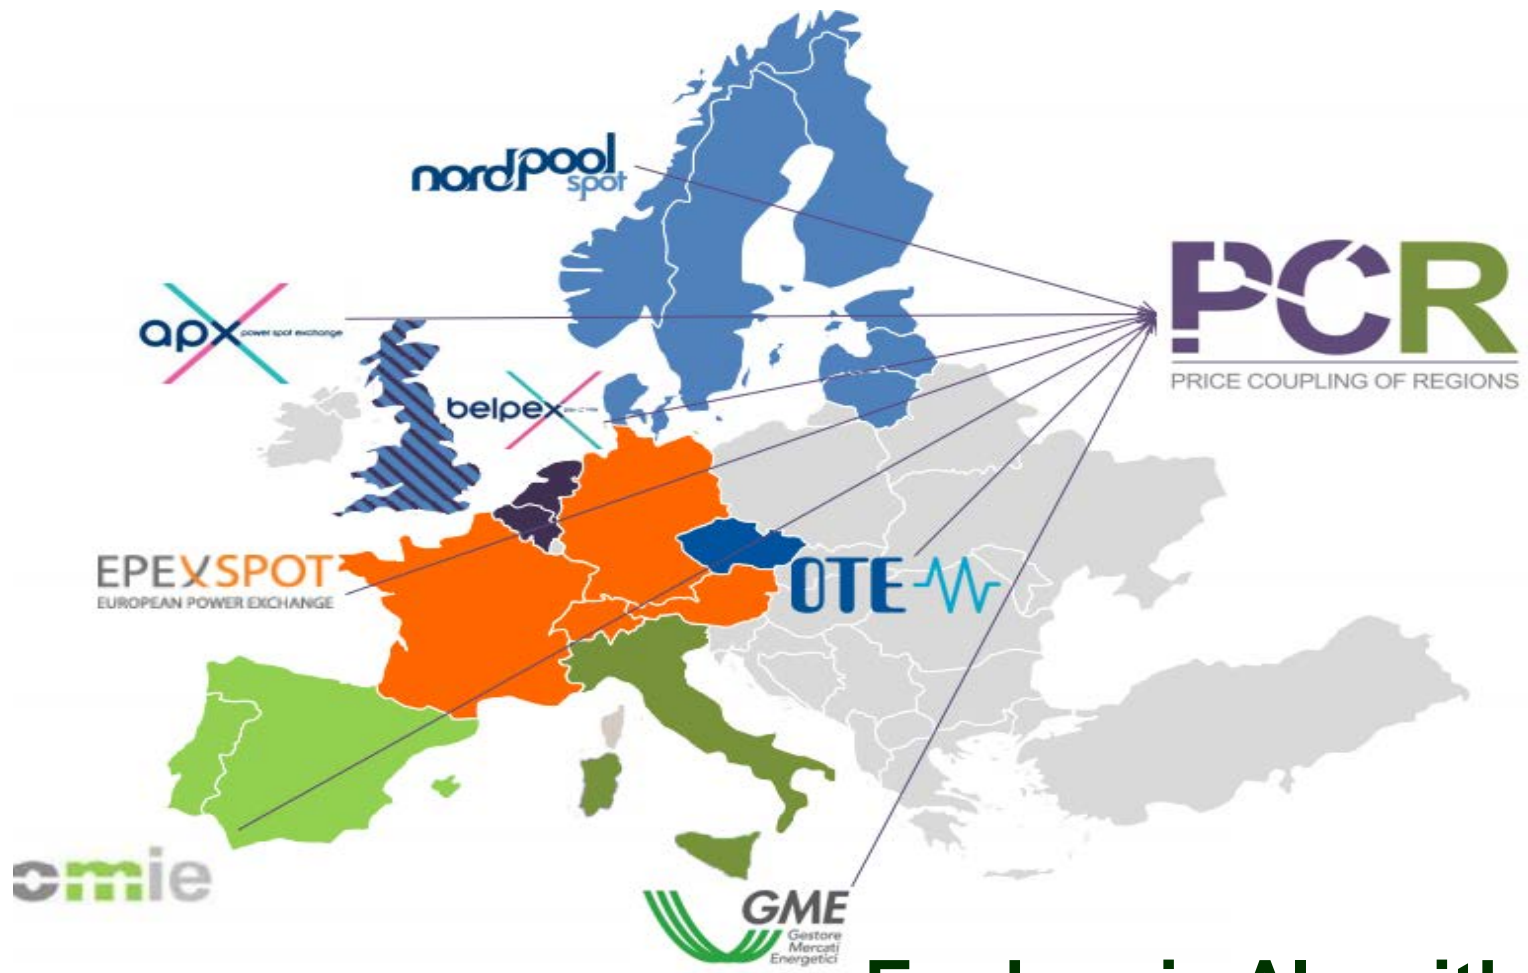 nordpool
spot
PCR
PRICE COUPLING OF REGIONS
apx power spot exchange
belpex
EPEXSPOT
EUROPEAN POWER EXCHANGE
OTE
omie
GME
Gestore
Mercati
Energetici